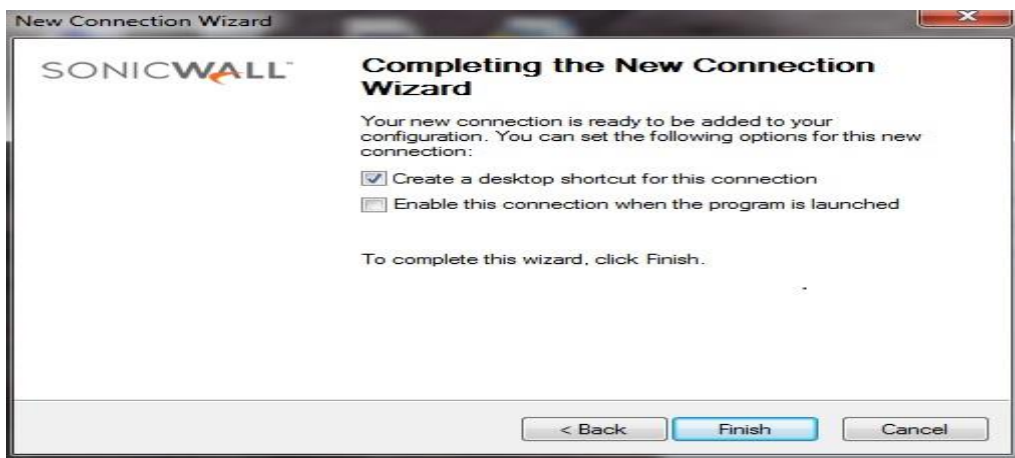 New Connection Wizard
SONICWALL™
Completing the New Connection
Wizard
Your new connection is ready to be added to your
configuration. You can set the following options for this new
connection:
Create a desktop shortcut for this connection
Enable this connection when the program is launched
To complete this wizard, click Finish.
< Back
Finish
Cancel